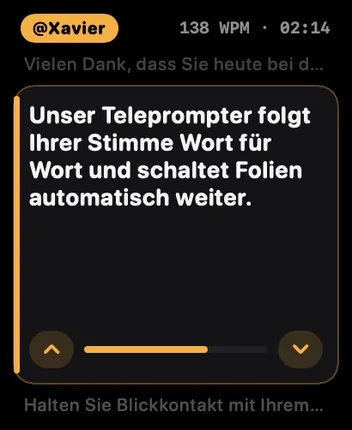 @Xavier
138 WPM · 02:14
Vielen Dank, dass Sie heute bei d...
Unser Teleprompter folgt
Ihrer Stimme Wort für
Wort und schaltet Folien
automatisch weiter.
Halten Sie Blickkontakt mit Ihrem...